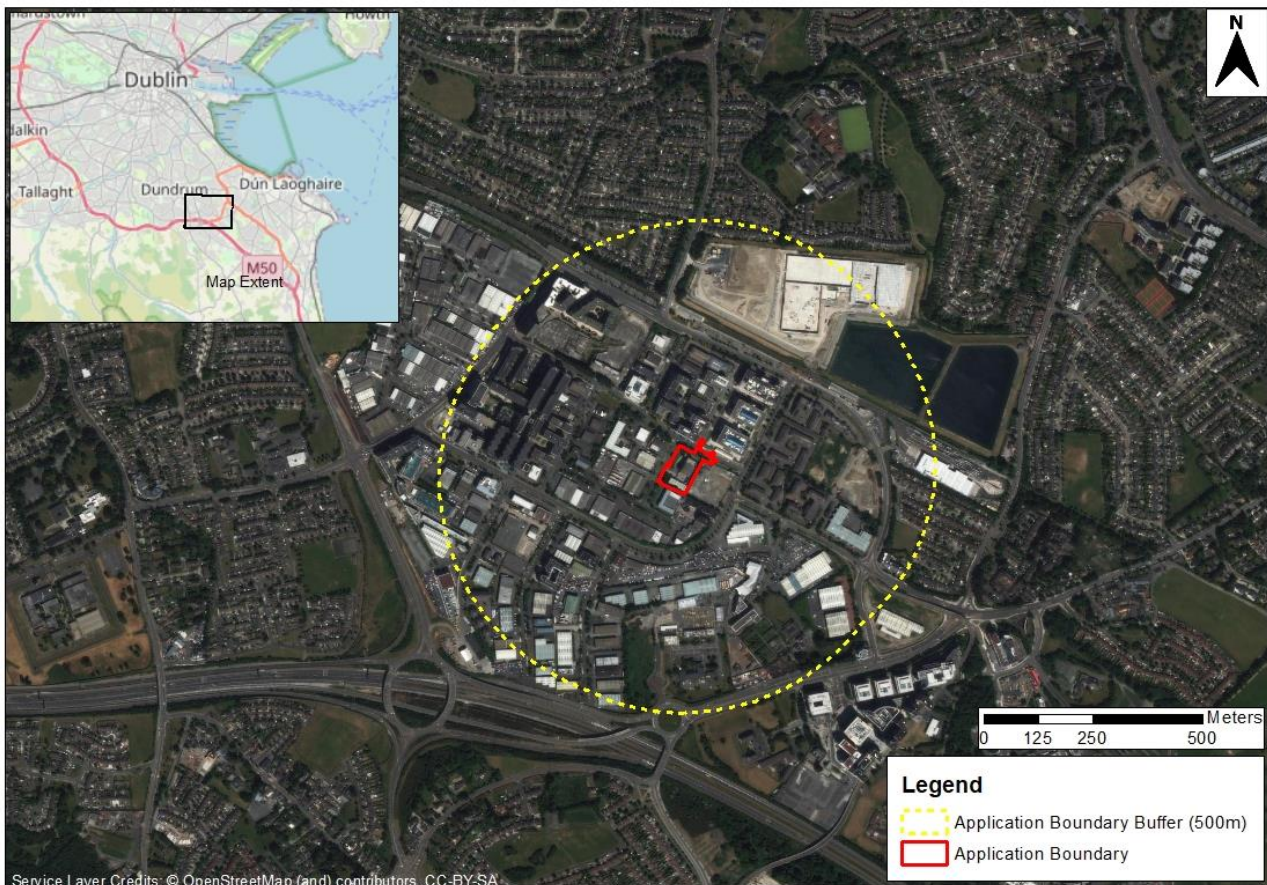 Howth
Dublin
Tallaght
Dundrum
Dún Laoghaire
M50
Map Extent
N
Meters
0 125 250 500
Legend
Application Boundary Buffer (500m)
Application Boundary
Service Layer Credits: © OpenStreetMap (and) contributors, CC-BY-SA